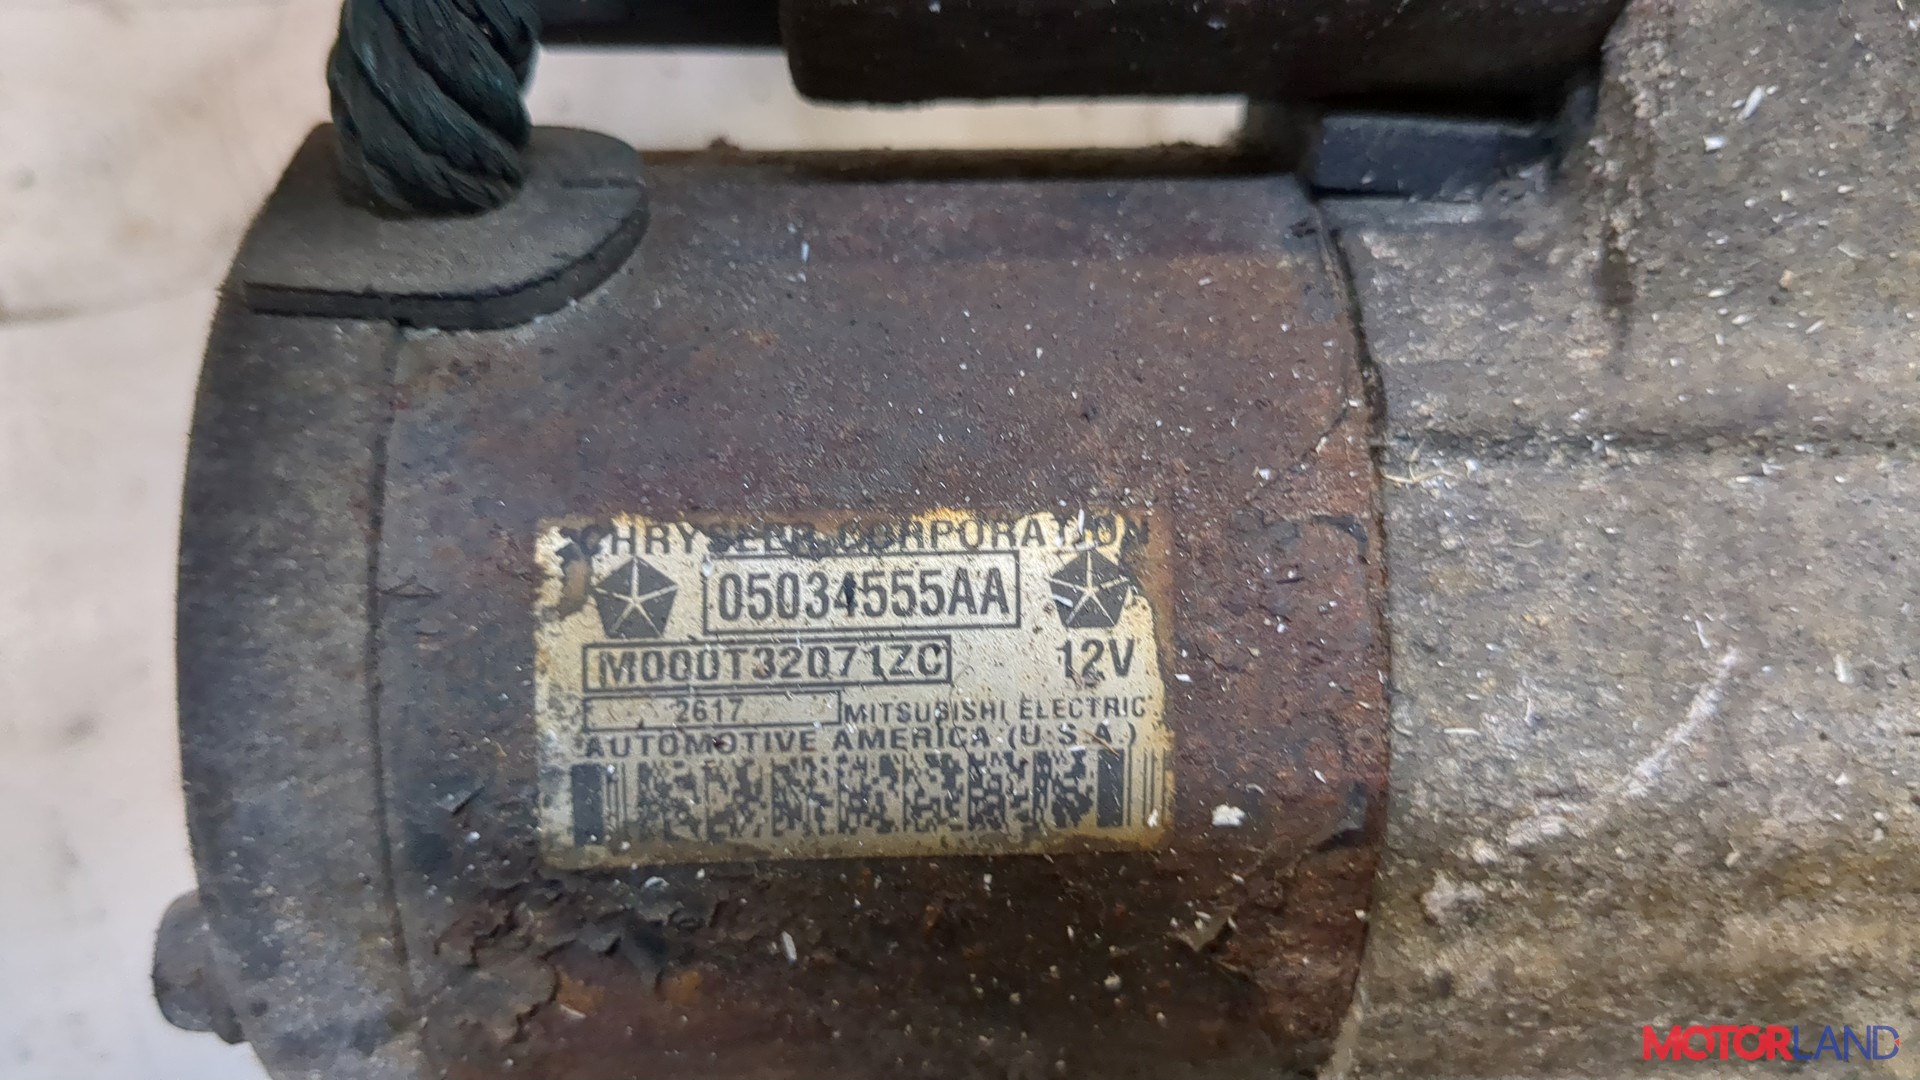 CHRYSLER CORPORATION
05034555AA
M000T32071ZC 12V
2617 MITSUBISHI ELECTRIC
AUTOMOTIVE AMERICA (U.S.A.)
MOTORLAND